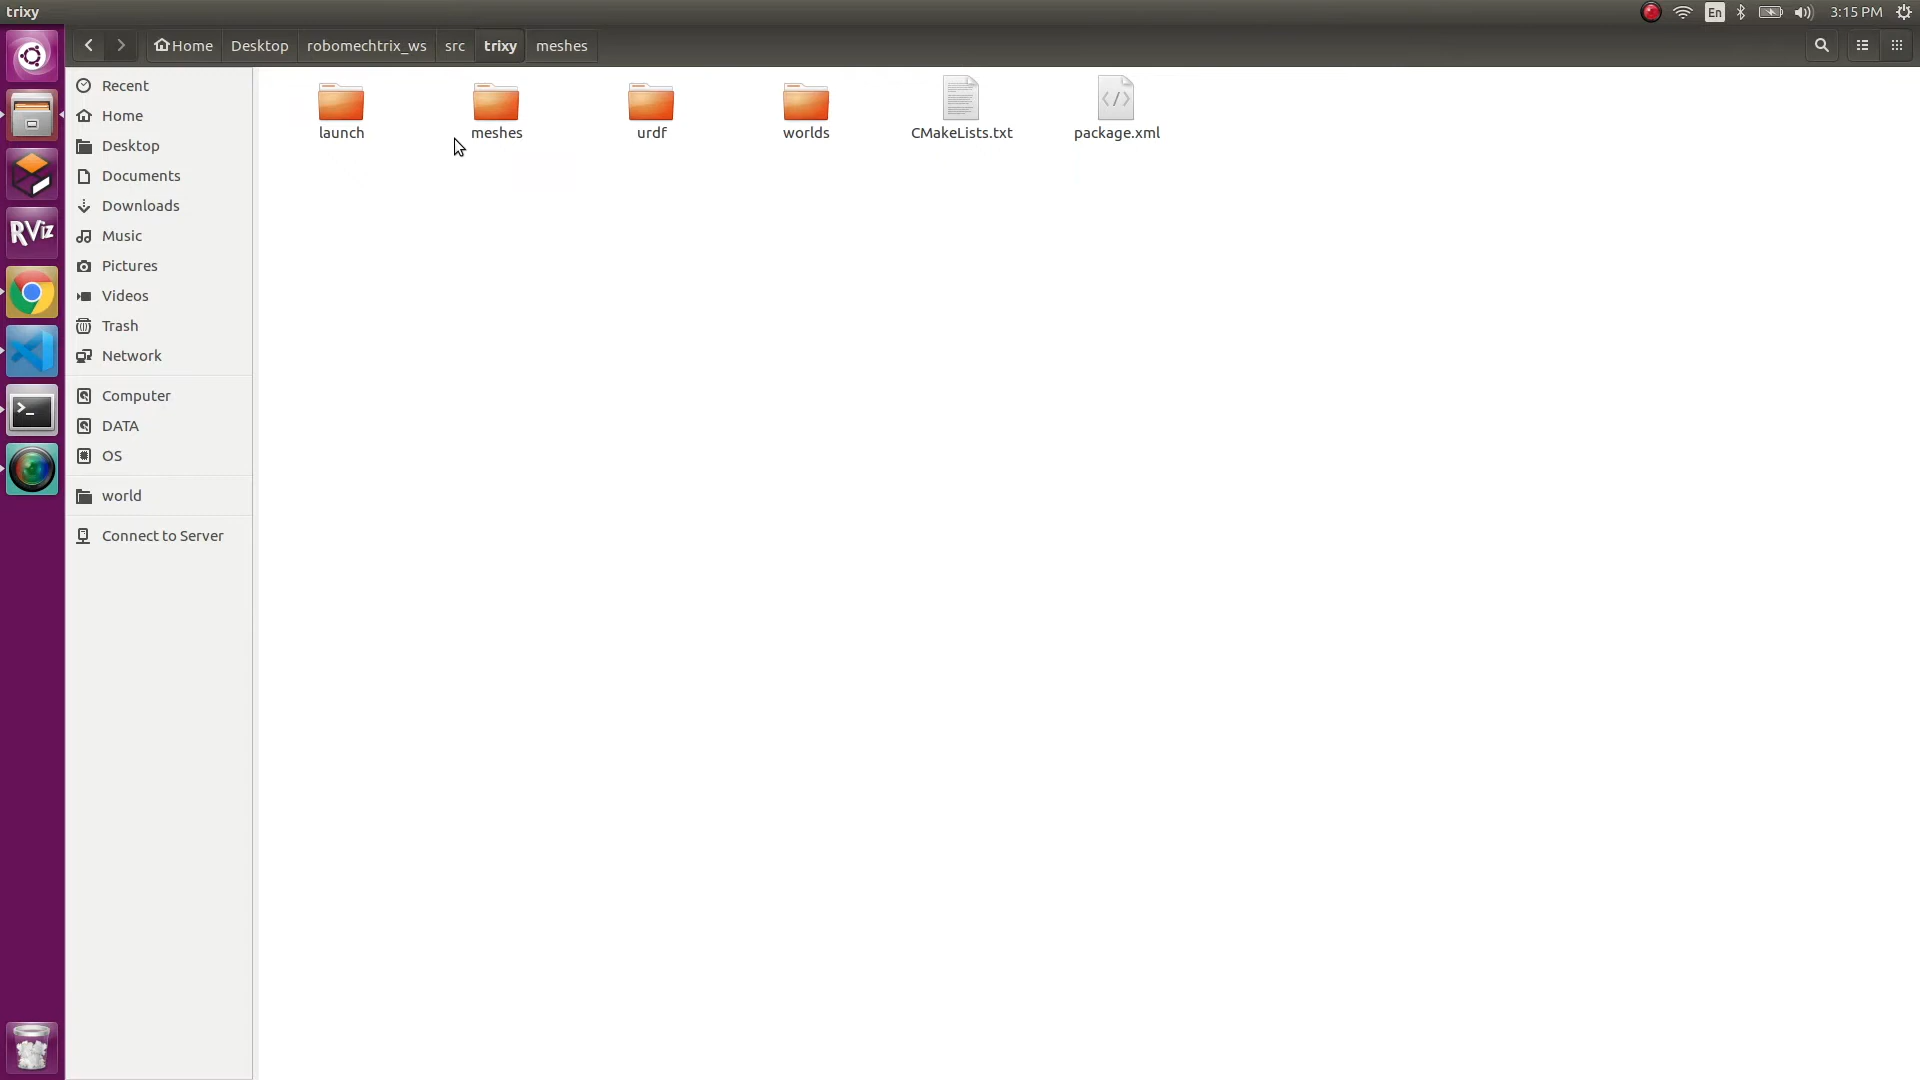 trixy
En
3:15 PM
Home
Desktop
robomechtrix_ws
src
trixy
meshes
Recent
Home
Desktop
Documents
Downloads
Music
Pictures
Videos
Trash
Network
Computer
DATA
OS
world
Connect to Server
launch
meshes
urdf
worlds
CMakeLists.txt
package.xml
RViz